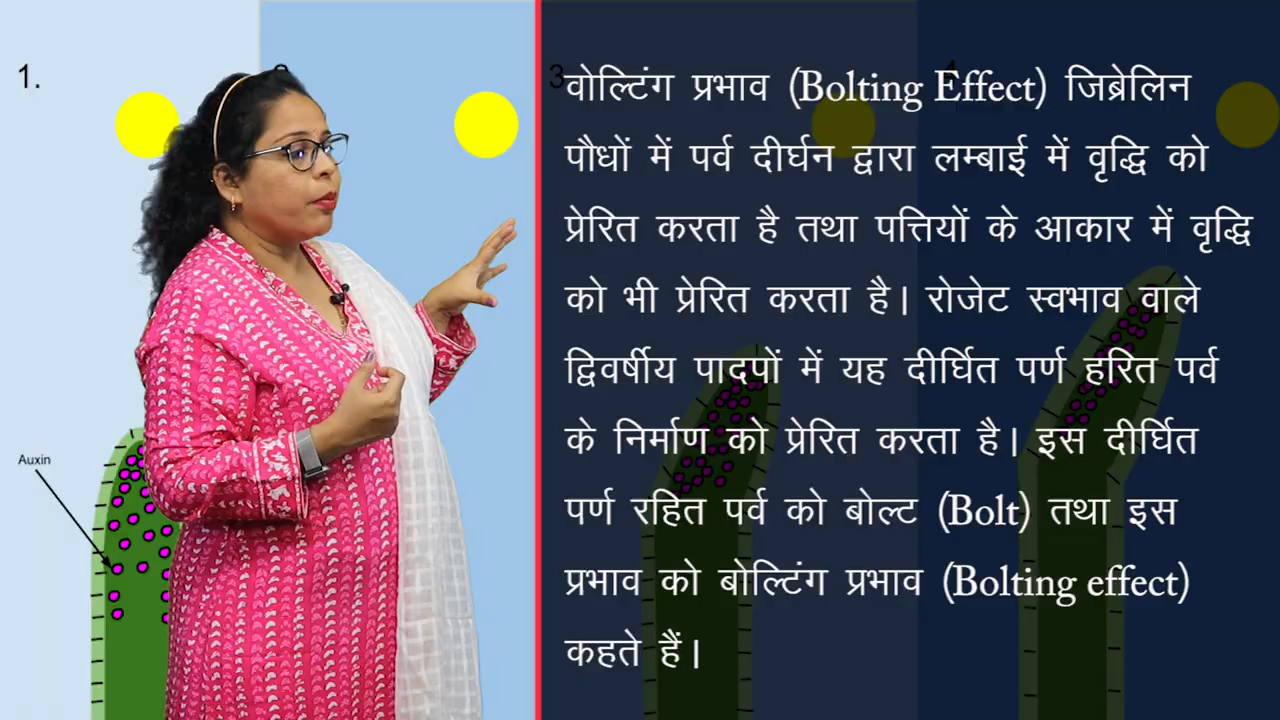 1.
3
वोल्टिंग प्रभाव (Bolting Effect) जिब्रेलिन
पौधों में पर्व दीर्घन द्वारा लम्बाई में वृद्धि को
प्रेरित करता है तथा पत्तियों के आकार में वृद्धि
को भी प्रेरित करता है। रोजेट स्वभाव वाले
द्विवर्षीय पादपों में यह दीर्घित पर्ण हरित पर्व
के निर्माण को प्रेरित करता है। इस दीर्घित
पर्ण रहित पर्व को बोल्ट (Bolt) तथा इस
प्रभाव को बोल्टिंग प्रभाव (Bolting effect)
कहते हैं।
Auxin